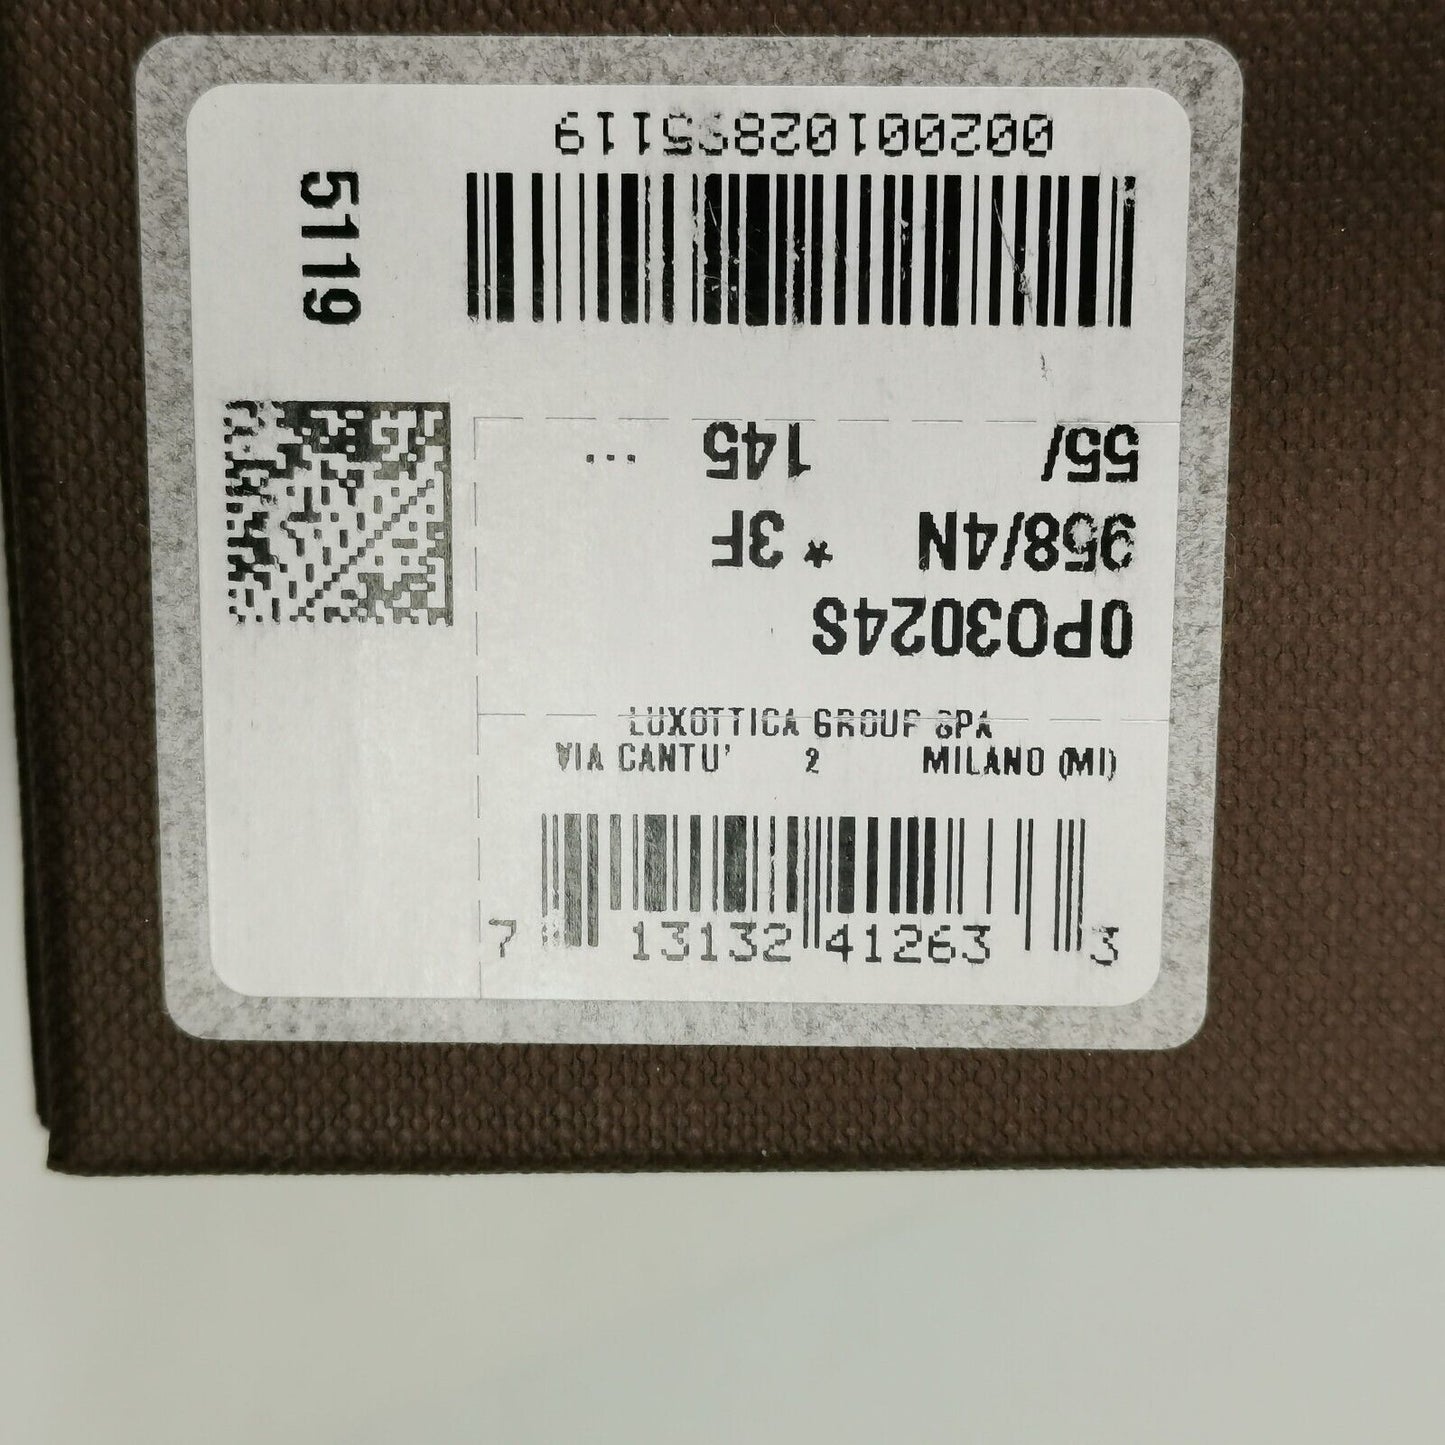 00200102895119
5119
55/ 145 ...
958/4N * 3F
0PO3024S
LUXOTTICA GROUP SPA
VIA CANTU' 2 MILANO (MI)
7 13132 41263 3